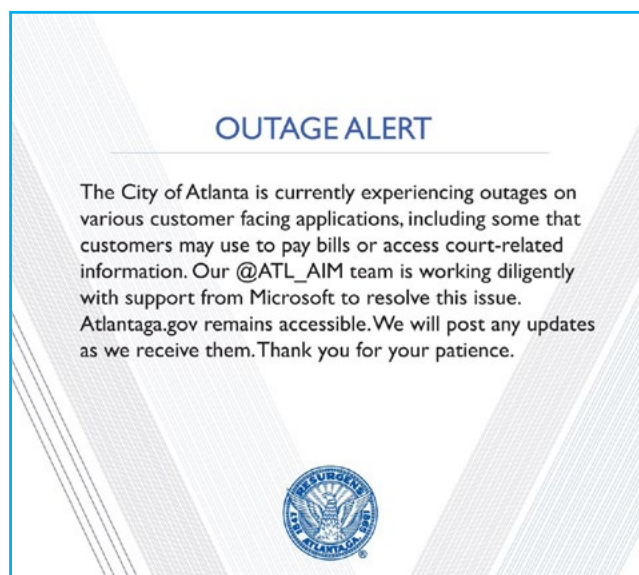 OUTAGE ALERT
The City of Atlanta is currently experiencing outages on
various customer facing applications, including some that
customers may use to pay bills or access court-related
information. Our @ATL_AIM team is working diligently
with support from Microsoft to resolve this issue.
Atlantaga.gov remains accessible. We will post any updates
as we receive them. Thank you for your patience.
RESURGENS
1847 ATLANTA, GA. 1865
®